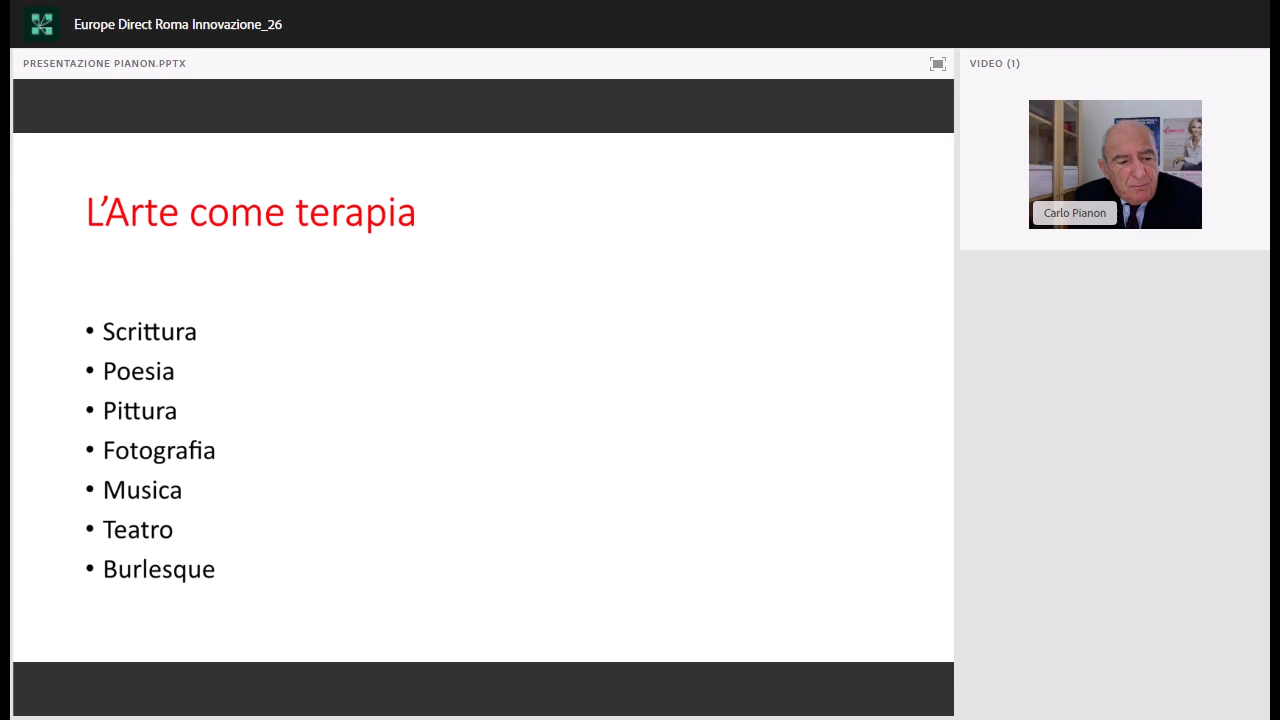 Europe Direct Roma Innovazione_26
PRESENTAZIONE PIANON.PPTX
VIDEO (1)
L’Arte come terapia
• Scrittura
• Poesia
• Pittura
• Fotografia
• Musica
• Teatro
• Burlesque
Carlo Pianon